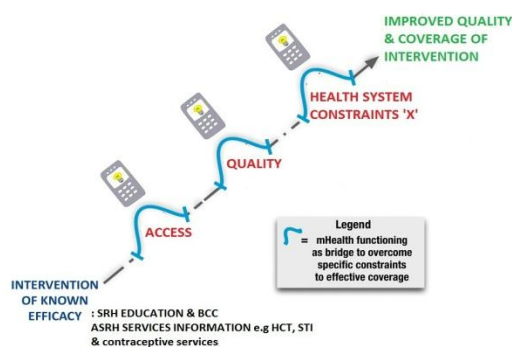 IMPROVED QUALITY
& COVERAGE OF
INTERVENTION
HEALTH SYSTEM
CONSTRAINTS 'X'
QUALITY
ACCESS
Legend
= mHealth functioning
as bridge to overcome
specific constraints
to effective coverage
INTERVENTION
OF KNOWN
EFFICACY
: SRH EDUCATION & BCC
ASRH SERVICES INFORMATION e.g HCT, STI
& contraceptive services